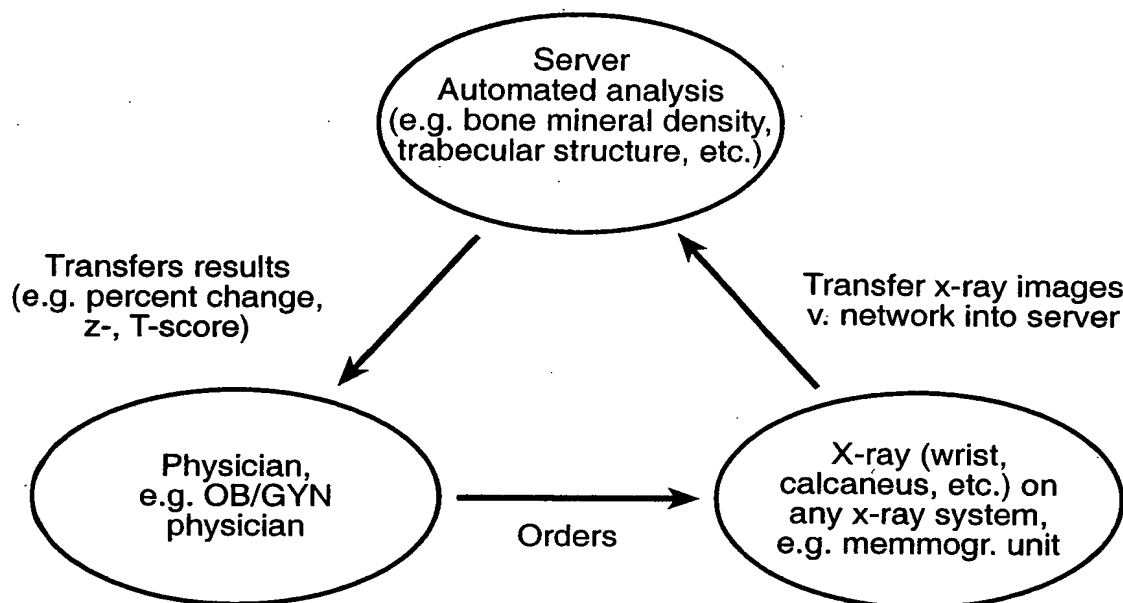 Server
Automated analysis
(e.g. bone mineral density,
trabecular structure, etc.)
Transfers results
(e.g. percent change,
z-, T-score)
Transfer x-ray images
v. network into server
Physician,
e.g. OB/GYN
physician
Orders
X-ray (wrist,
calcaneus, etc.) on
any x-ray system,
e.g. memmogr. unit